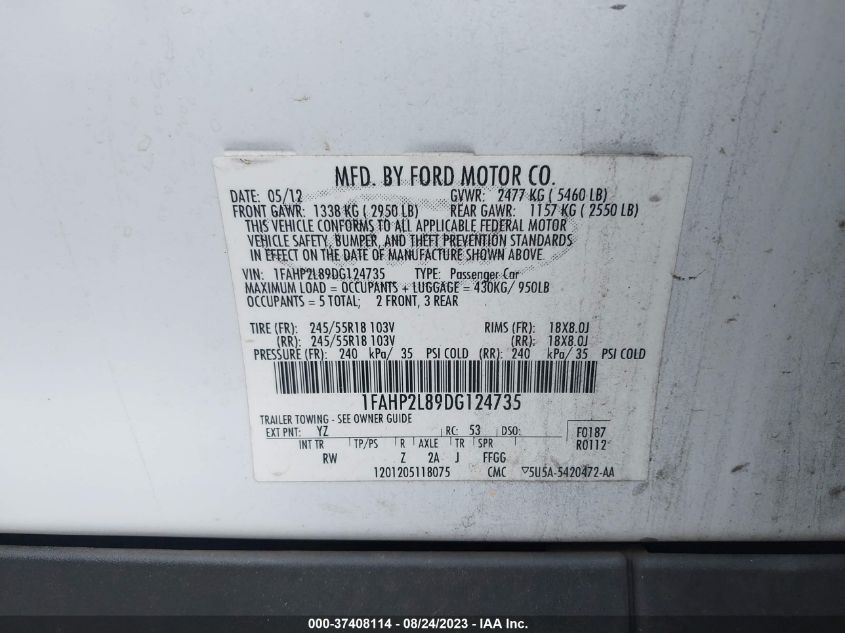 MFD. BY FORD MOTOR CO.
DATE: 05/12 GVWR: 2477 KG ( 5460 LB)
FRONT GAWR: 1338 KG ( 2950 LB) REAR GAWR: 1157 KG ( 2550 LB)
THIS VEHICLE CONFORMS TO ALL APPLICABLE FEDERAL MOTOR
VEHICLE SAFETY, BUMPER, AND THEFT PREVENTION STANDARDS
IN EFFECT ON THE DATE OF MANUFACTURE SHOWN ABOVE.
VIN: 1FAHP2L89DG124735 TYPE: Passenger Car
MAXIMUM LOAD = OCCUPANTS + LUGGAGE = 430KG/ 950LB
OCCUPANTS = 5 TOTAL; 2 FRONT, 3 REAR
TIRE (FR): 245/55R18 103V RIMS (FR): 18X8.0J
(RR): 245/55R18 103V (RR): 18X8.0J
PRESSURE (FR): 240 kPa/ 35 PSI COLD (RR): 240 kPa/ 35 PSI COLD
1FAHP2L89DG124735
TRAILER TOWING - SEE OWNER GUIDE
EXT PNT: YZ RC: 53 DSO: F0187
INT TR TP/PS R AXLE TR SPR R0112
RW Z 2A J FFGG
1201205118075 CMC ▽5U5A-5420472-AA
000-37408114 - 08/24/2023 - IAA Inc.